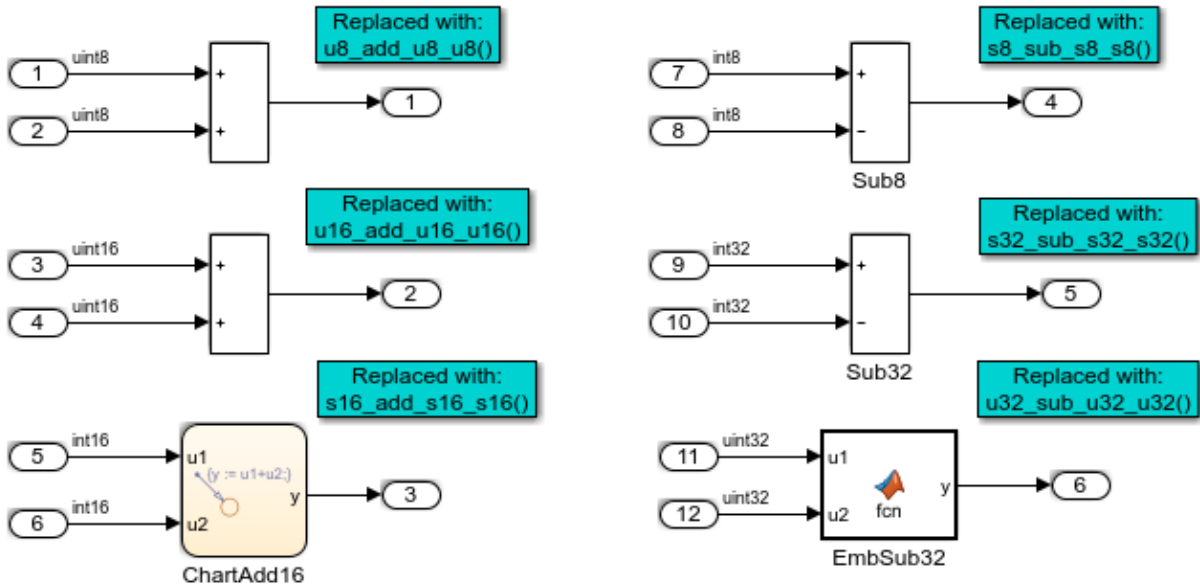 Replaced with:
u8_add_u8_u8()
uint8
1
+
1
uint8
2
+
Replaced with:
s8_sub_s8_s8()
int8
7
+
4
int8
8
−
Sub8
Replaced with:
u16_add_u16_u16()
uint16
3
+
2
uint16
4
+
Replaced with:
s32_sub_s32_s32()
int32
9
+
5
int32
10
−
Sub32
Replaced with:
s16_add_s16_s16()
int16
5
u1
{y := u1+u2;}
y
3
int16
6
u2
ChartAdd16
Replaced with:
u32_sub_u32_u32()
uint32
11
u1
y
6
uint32
12
u2
fcn
EmbSub32